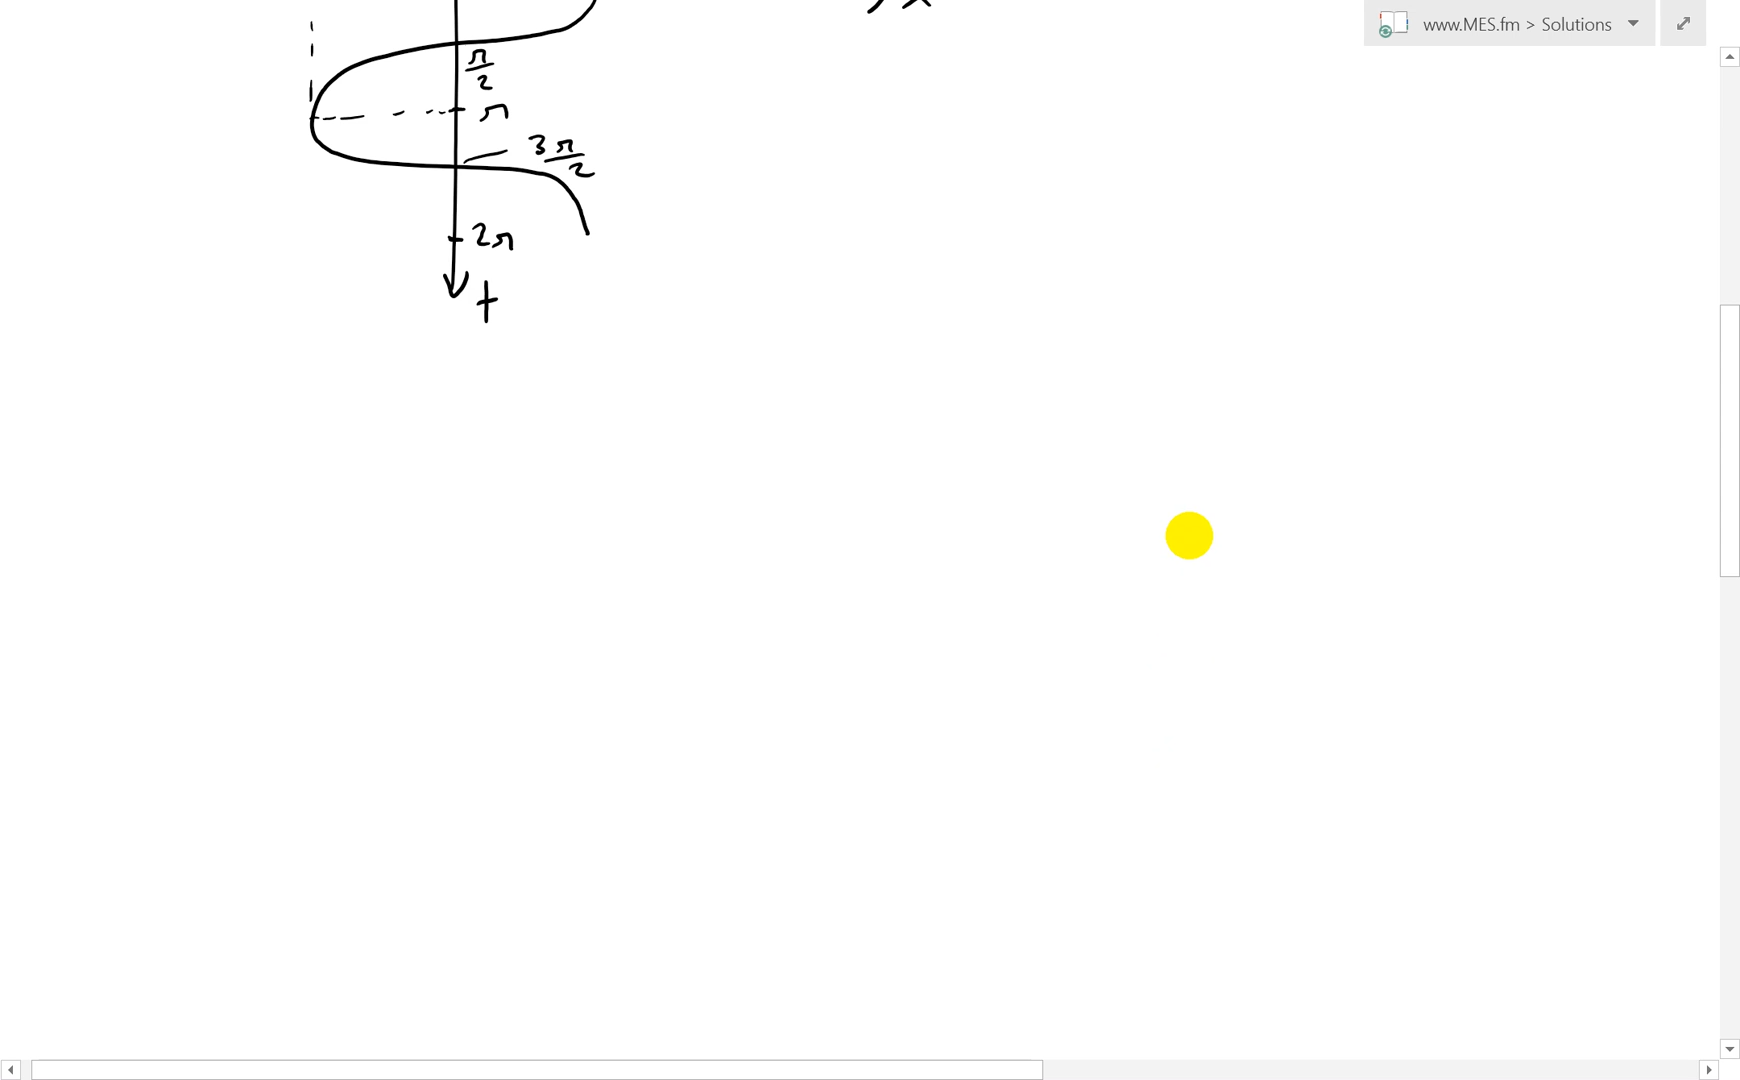 www.MES.fm > Solutions
π/2
π
3π/2
2π
t